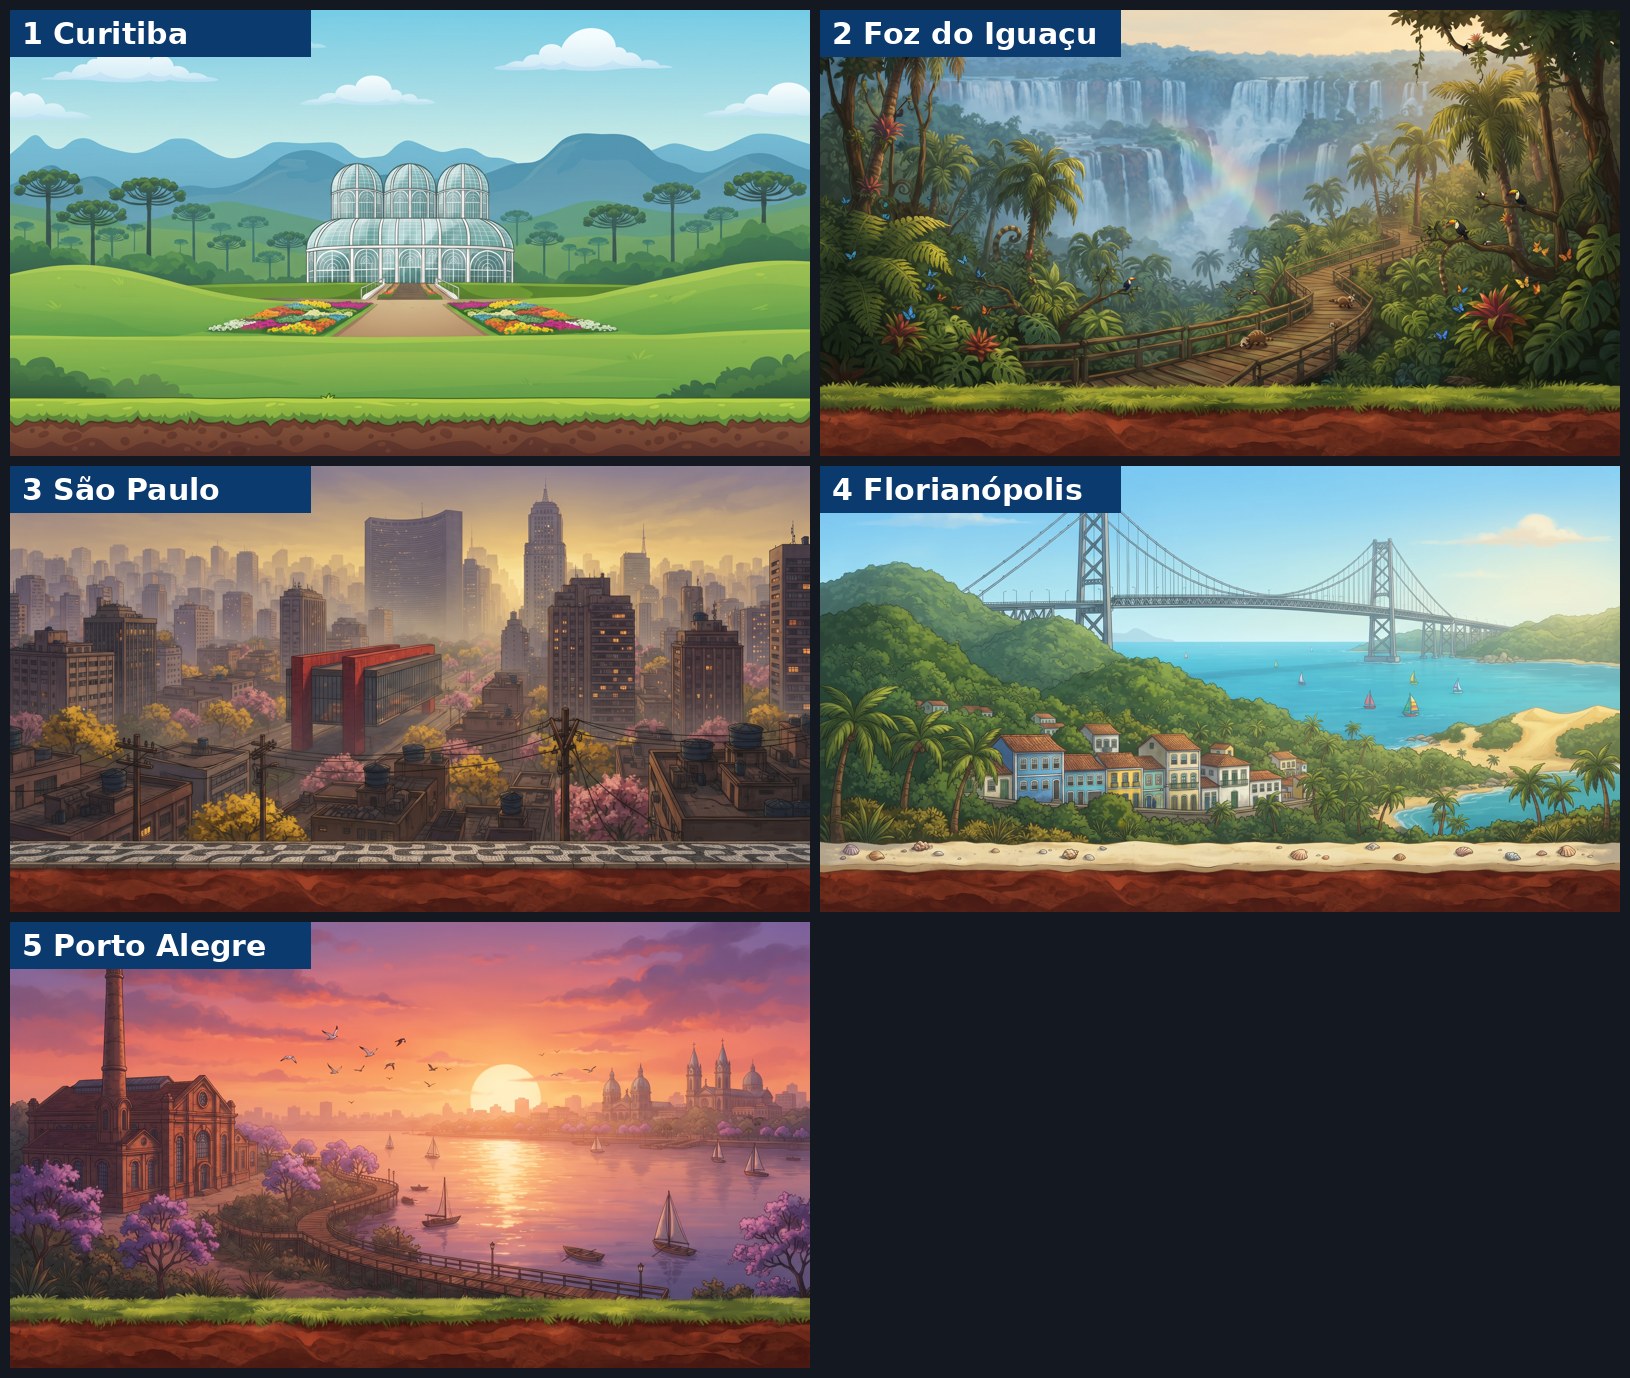 1 Curitiba
2 Foz do Iguaçu
3 São Paulo
4 Florianópolis
5 Porto Alegre